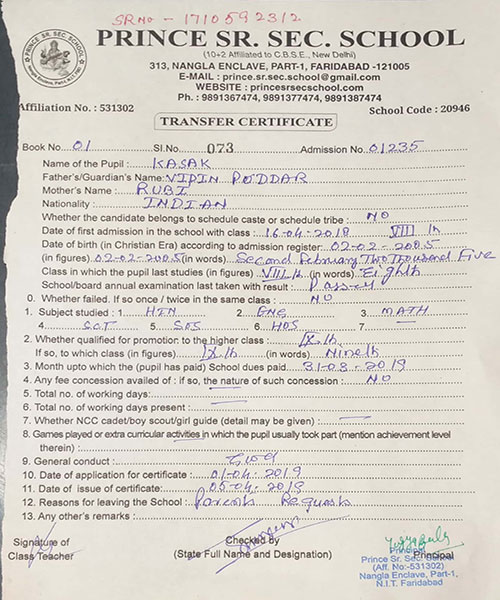 SR no - 1710592312
PRINCE SR. SEC. SCHOOL
(10+2 Affiliated to C.B.S.E., New Delhi)
313, NANGLA ENCLAVE, PART-1, FARIDABAD -121005
E-MAIL : prince.sr.sec.school@gmail.com
WEBSITE : princesrsecschool.com
Ph. : 9891367474, 9891377474, 9891387474
Affiliation No. : 531302 School Code : 20946
TRANSFER CERTIFICATE
Book No. 01 Sl.No. 073 Admission No. 01235
Name of the Pupil : KASAK
Father's/Guardian's Name: VIPIN PODDAR
Mother's Name : RUBI
Nationality : INDIAN
Whether the candidate belongs to schedule caste or schedule tribe : NO
Date of first admission in the school with class : 16-04-2018 VIII th
Date of birth (in Christian Era) according to admission register: 02-02-2005
(in figures) 02-02-2005 (in words) Second February Two thousand Five
Class in which the pupil last studies (in figures) VIII th (in words) Eighth
School/board annual examination last taken with result : Passed
0. Whether failed. If so once / twice in the same class : NO
1. Subject studied : 1. HIN 2. ENG 3. MATH
4. SCT 5. SOS 6. HOS 7. —
2. Whether qualified for promotion to the higher class : IX th
If so, to which class (in figures) IX th (in words) Nineth
3. Month upto which the (pupil has paid) School dues paid 31-03-2019
4. Any fee concession availed of : if so, the nature of such concession : NO
5. Total no. of working days: —
6. Total no. of working days present : —
7. Whether NCC cadet/boy scout/girl guide (detail may be given) : —
8. Games played or extra curricular activities in which the pupil usually took part (mention achievement level
therein) : —
9. General conduct : Good
10. Date of application for certificate : 01-04-2019
11. Date of issue of certificate: 05-04-2019
12. Reasons for leaving the School : Parents Requests
13. Any other's remarks : —
Signature of Checked by
Class Teacher (State Full Name and Designation) Principal
Principal
Prince Sr. Sec. School
(Aff. No:-531302)
Nangla Enclave, Part-1,
N.I.T. Faridabad